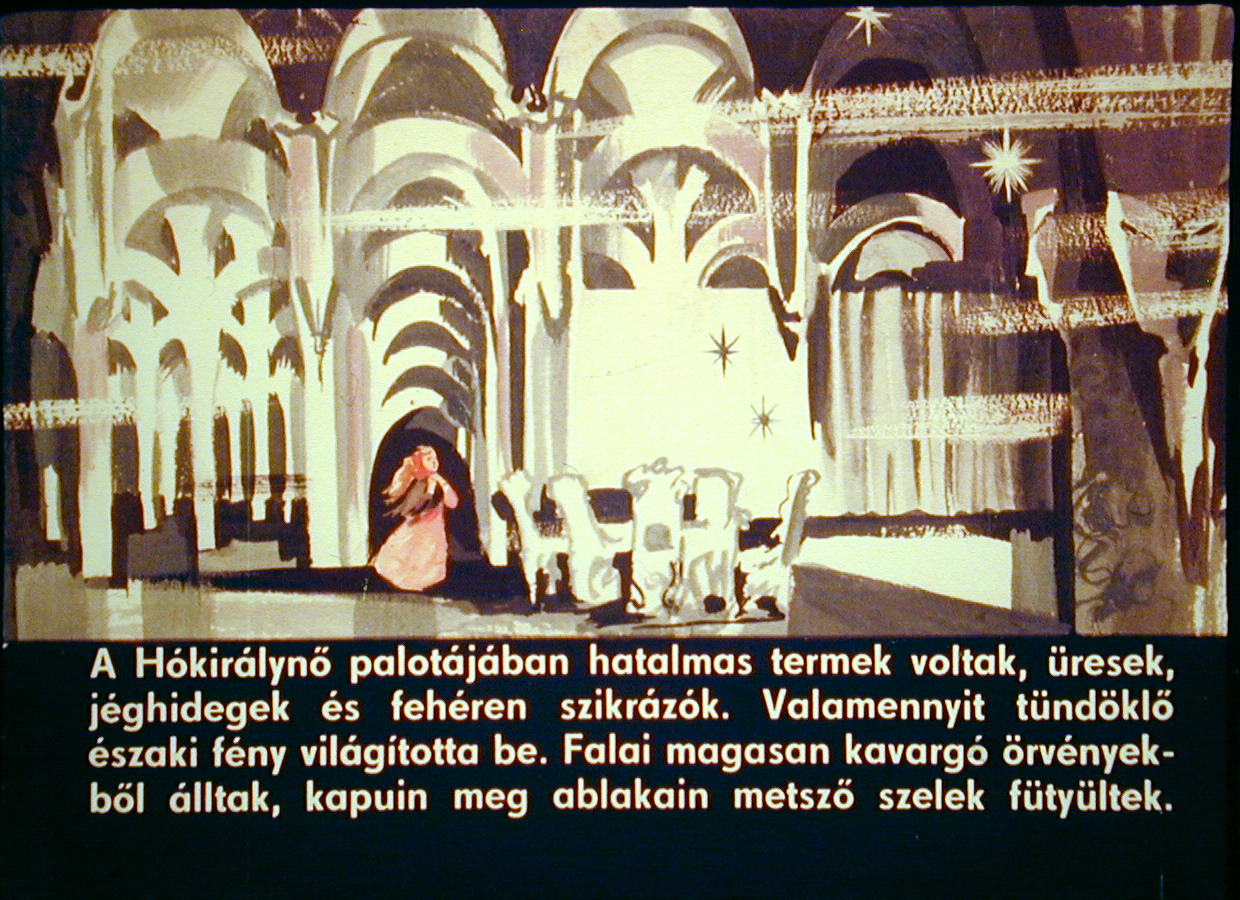 A Hókirálynő palotájában hatalmas termek voltak, üresek,
jéghidegek és fehéren szikrázók. Valamennyit tündöklő
északi fény világította be. Falai magasan kavargó örvények-
ből álltak, kapuin meg ablakain metsző szelek fütyültek.